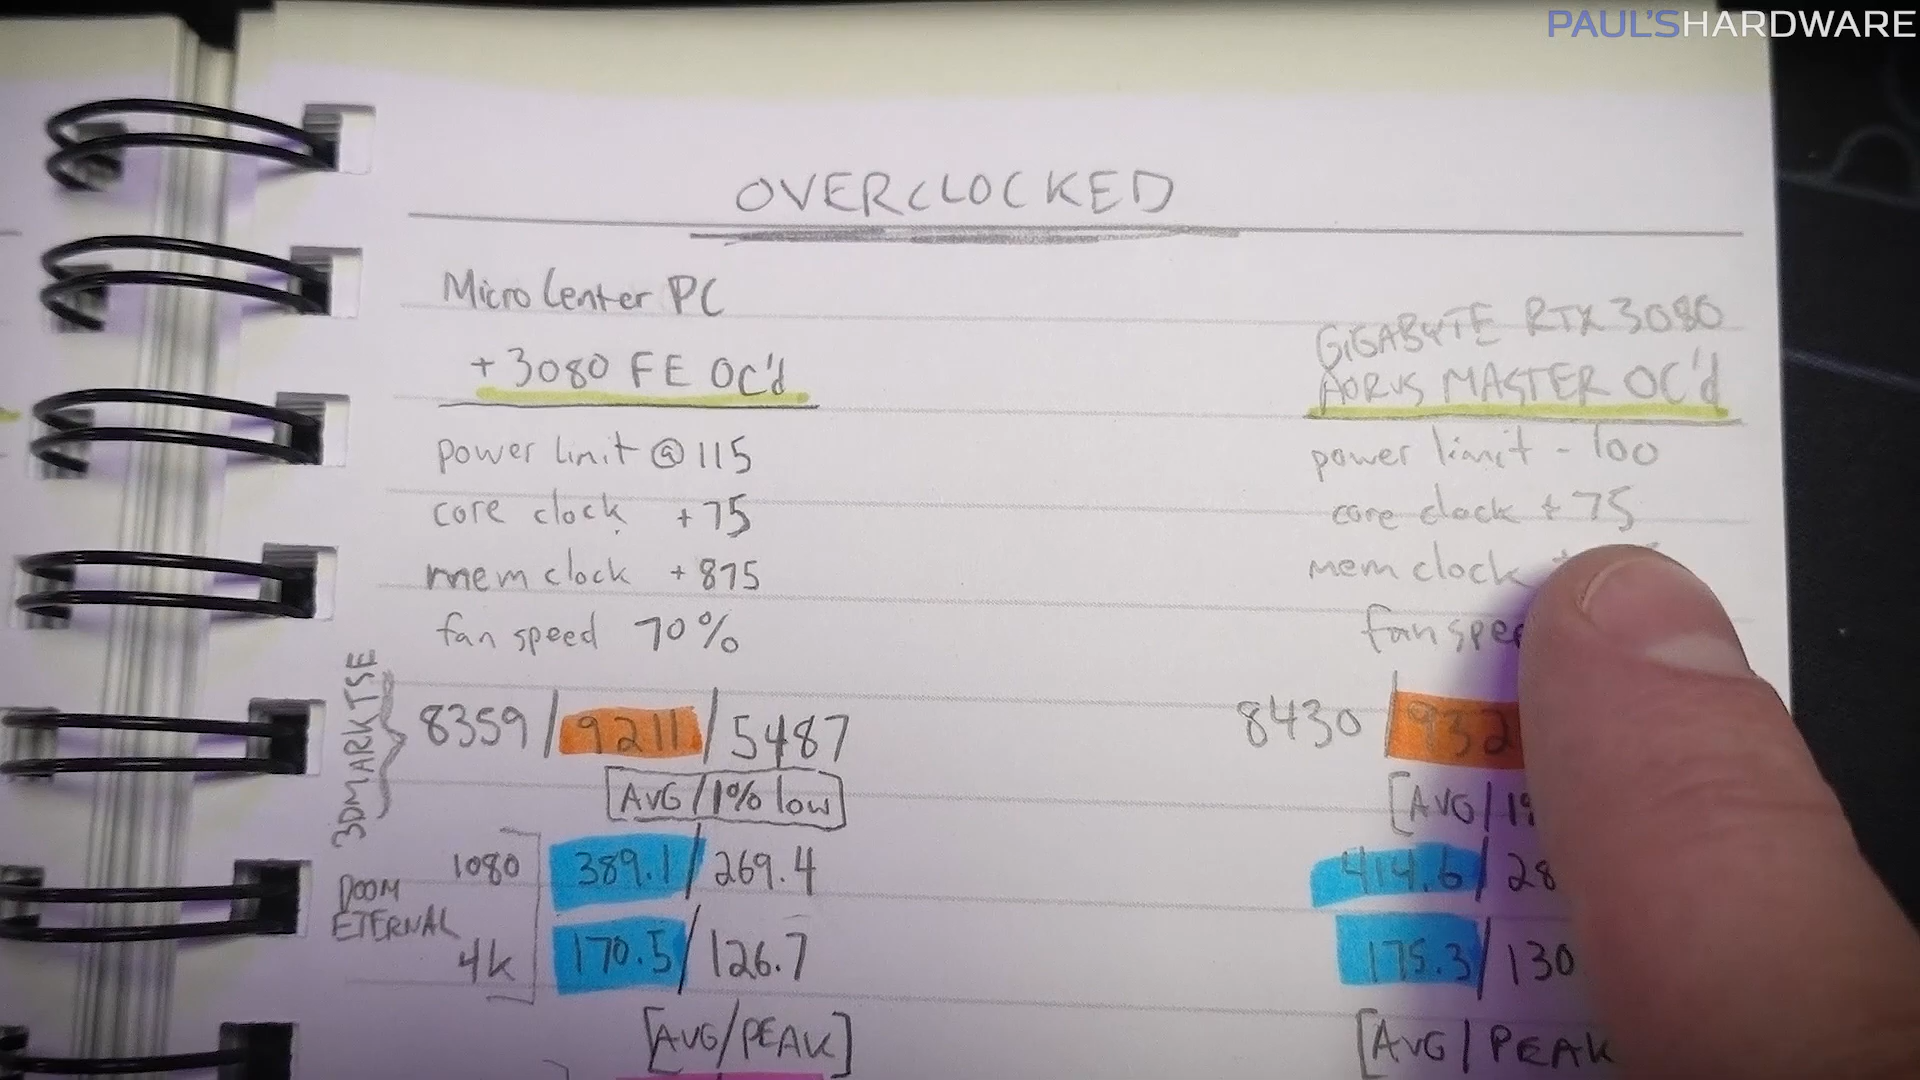 PAUL'SHARDWARE
OVERCLOCKED
Micro Center PC
+ 3080 FE OC'd
power limit @ 115
core clock +75
mem clock +875
fan speed 70%
3DMARK TSE
8359 / 9211 / 5487
[AVG/1% low]
DOOM
ETERNAL
1080 389.1 / 269.4
4K 170.5 / 126.7
[AVG/PEAK]
GIGABYTE RTX 3080
AORUS MASTER OC'd
power limit - 100
core clock + 75
mem clock
fan
8430 /
[AVG/
414.6 /
175.3 / 130
[AVG / PEAK